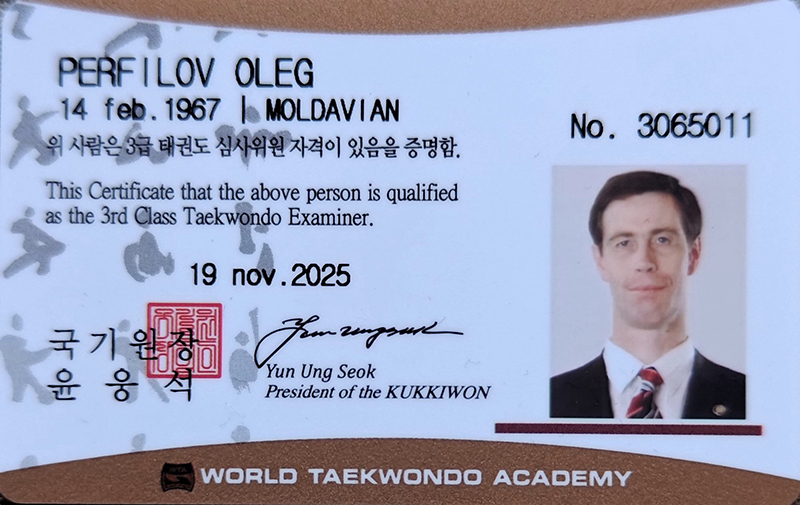 PERFILOV OLEG
14 feb.1967 | MOLDAVIAN
No. 3065011
위 사람은 3급 태권도 심사위원 자격이 있음을 증명함.
This Certificate that the above person is qualified
as the 3rd Class Taekwondo Examiner.
19 nov.2025
국기원장
윤웅석
Yun Ung Seok
President of the KUKKIWON
WORLD TAEKWONDO ACADEMY